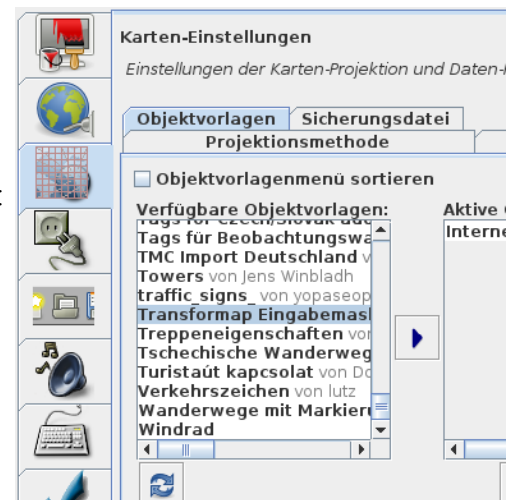 Karten-Einstellungen
Einstellungen der Karten-Projektion und Daten-
Objektvorlagen Sicherungsdatei
Projektionsmethode
Objektvorlagenmenü sortieren
Verfügbare Objektvorlagen: Aktive
Tags für Beobachtungswa Interne
TMC Import Deutschland v
Towers von Jens Winbladh
traffic_signs_ von yopaseop
Transformap Eingabemas
Treppeneigenschaften vor
Tschechische Wanderweg
Turistaút kapcsolat von Do
Verkehrszeichen von lutz
Wanderwege mit Markier
Windrad